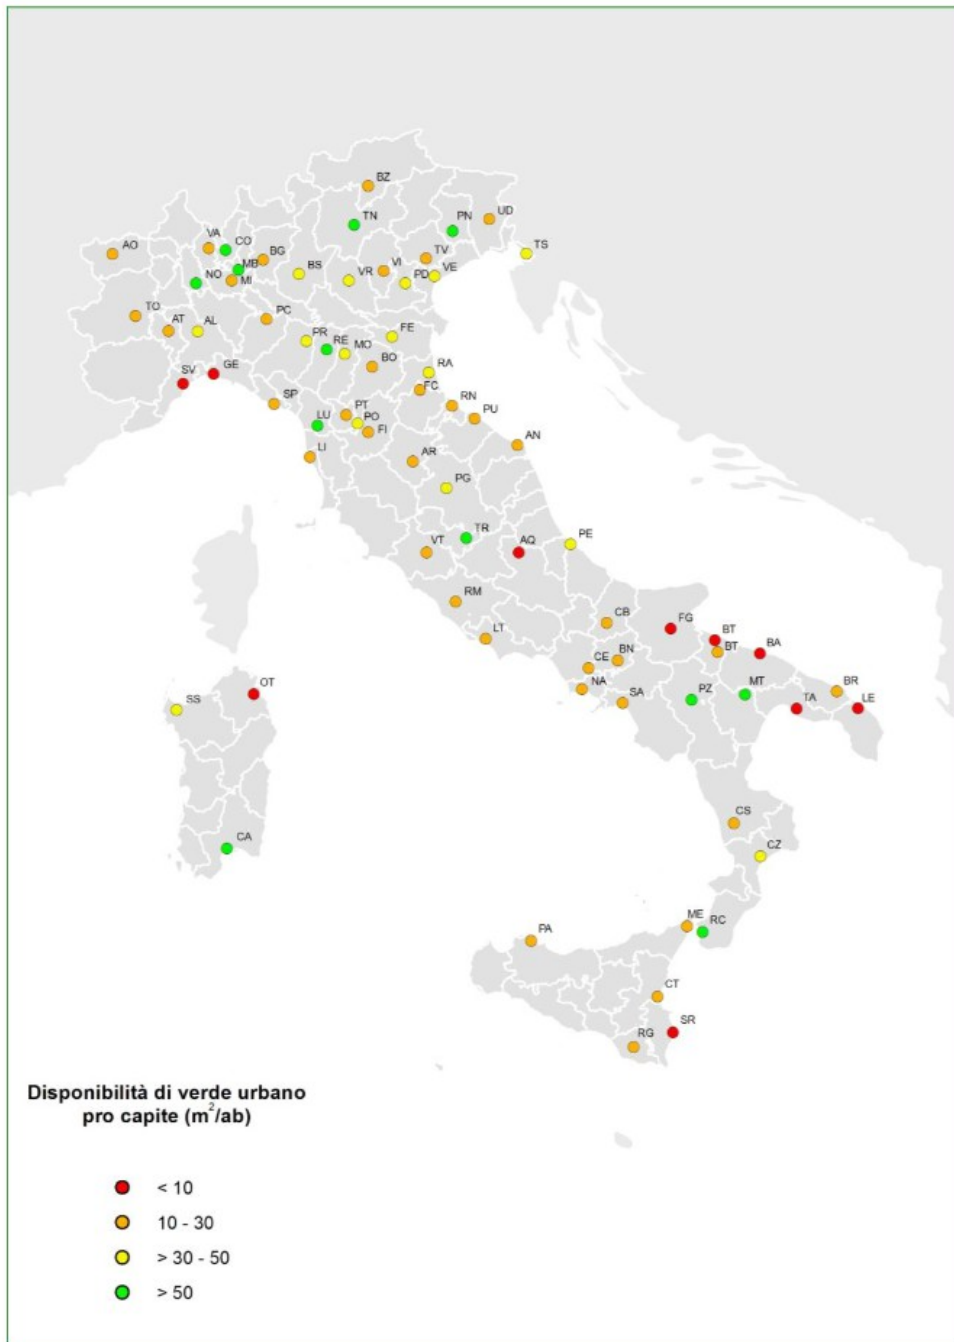 BZ
TN
PN
UD
AO
VA
CO
BG
TV
TS
MB
BS
VR
VI
PD
VE
NO
MI
TO
AT
AL
PC
PR
RE
MO
FE
BO
RA
SV
GE
SP
FC
RN
PU
LU
PT
PO
FI
AN
LI
AR
PG
VT
TR
AQ
PE
RM
LT
CB
FG
BT
BT
BA
CE
BN
NA
SA
PZ
MT
TA
BR
LE
OT
SS
CA
CS
CZ
ME
RC
PA
CT
SR
RG
Disponibilità di verde urbano
pro capite (m²/ab)
< 10
10 - 30
> 30 - 50
> 50